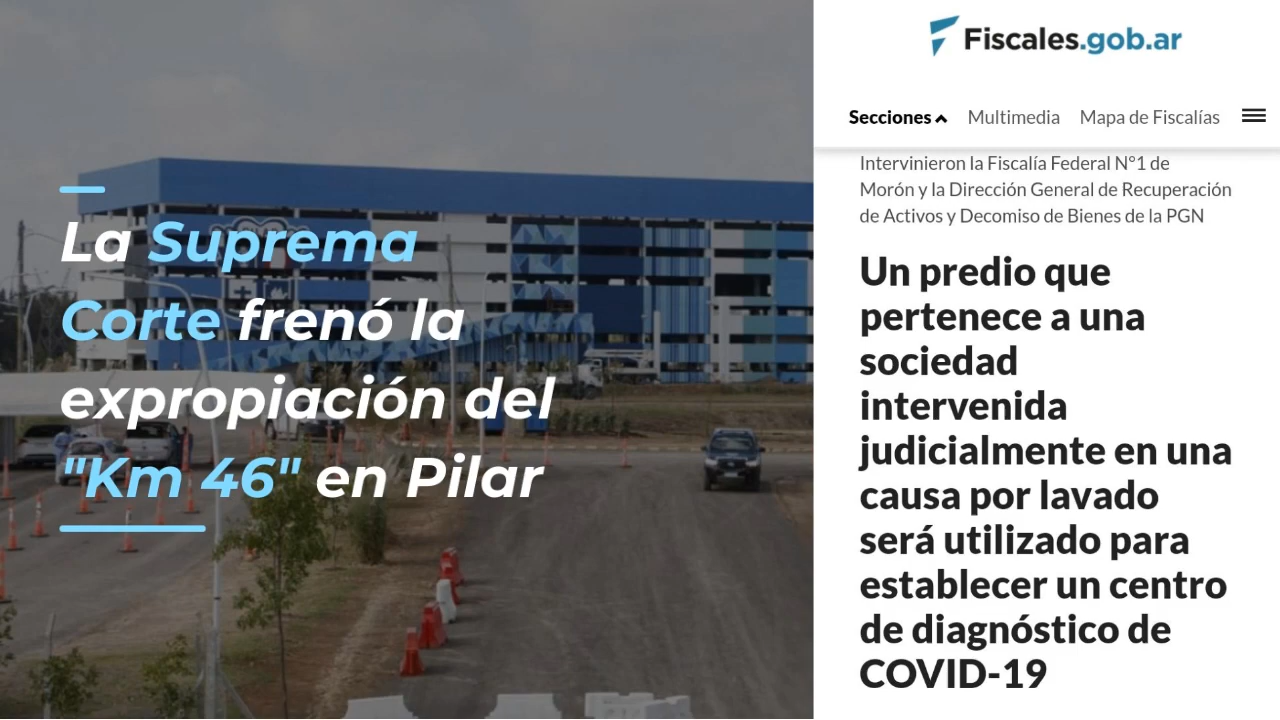 La Suprema
Corte frenó la
expropiación del
"Km 46" en Pilar
Fiscales.gob.ar
Secciones Multimedia Mapa de Fiscalías
Intervinieron la Fiscalía Federal N°1 de
Morón y la Dirección General de Recuperación
de Activos y Decomiso de Bienes de la PGN
Un predio que
pertenece a una
sociedad
intervenida
judicialmente en una
causa por lavado
será utilizado para
establecer un centro
de diagnóstico de
COVID-19